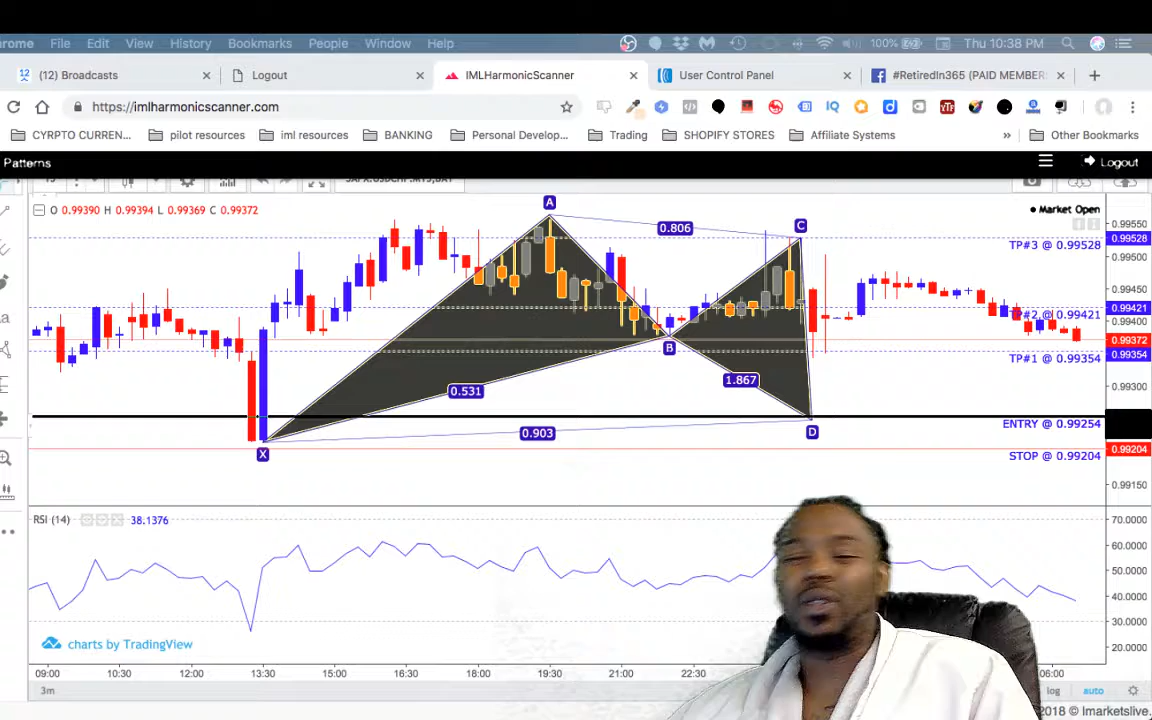 hrome File Edit View History Bookmarks People Window Help 100% Thu 10:38 PM
(12) Broadcasts Logout IMLHarmonicScanner User Control Panel #RetiredIn365 (PAID MEMBER
https://imlharmonicscanner.com
CYRPTO CURREN... pilot resources iml resources BANKING Personal Develop... Trading SHOPIFY STORES Affiliate Systems » Other Bookmarks
Patterns Logout
O 0.99390 H 0.99394 L 0.99369 C 0.99372
Market Open
A
0.806
C
0.99550
TP#3 @ 0.99528 0.99528
0.99500
0.99450
TP#2 @ 0.99421 0.99421
0.99400
B
0.99372
TP#1 @ 0.99354 0.99354
0.531
1.867
0.99300
ENTRY @ 0.99254
0.903
D
X
STOP @ 0.99204 0.99204
0.99150
RSI (14) 38.1376
70.0000
60.0000
50.0000
40.0000
30.0000
20.0000
charts by TradingView
09:00 10:30 12:00 13:30 15:00 16:30 18:00 19:30 21:00 22:30 06:00
3m log auto
2018 © Imarketslive.